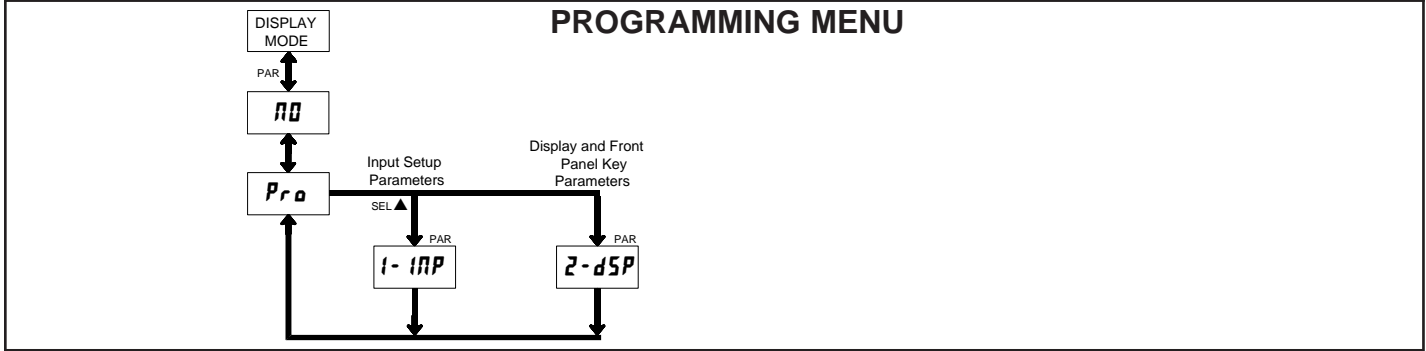 PROGRAMMING MENU
DISPLAY
MODE
PAR
NO
Pro
Input Setup
Parameters
SEL▲
PAR
1-INP
Display and Front
Panel Key
Parameters
PAR
2-dSP